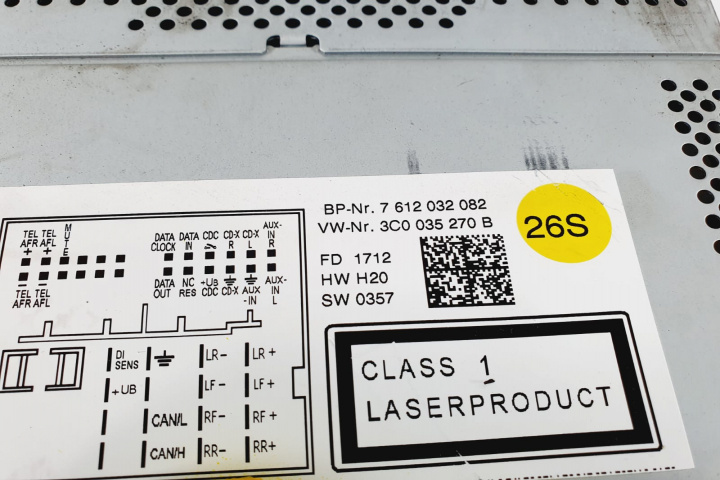 BP-Nr. 7 612 032 082
VW-Nr. 3C0 035 270 B
26S
FD 1712
HW H20
SW 0357
CLASS 1
LASERPRODUCT
MUTE
TEL TEL
AFR AFL
+ +
DATA DATA CDC CD-X CD-X AUX-
CLOCK IN R L IN
R
− −
TEL TEL
AFR AFL
DATA NC +UB
OUT RES CDC CD-X AUX AUX-
-IN IN
L
DI
SENS
LR− LR+
+UB
LF− LF+
CAN/L RF− RF+
CAN/H RR− RR+